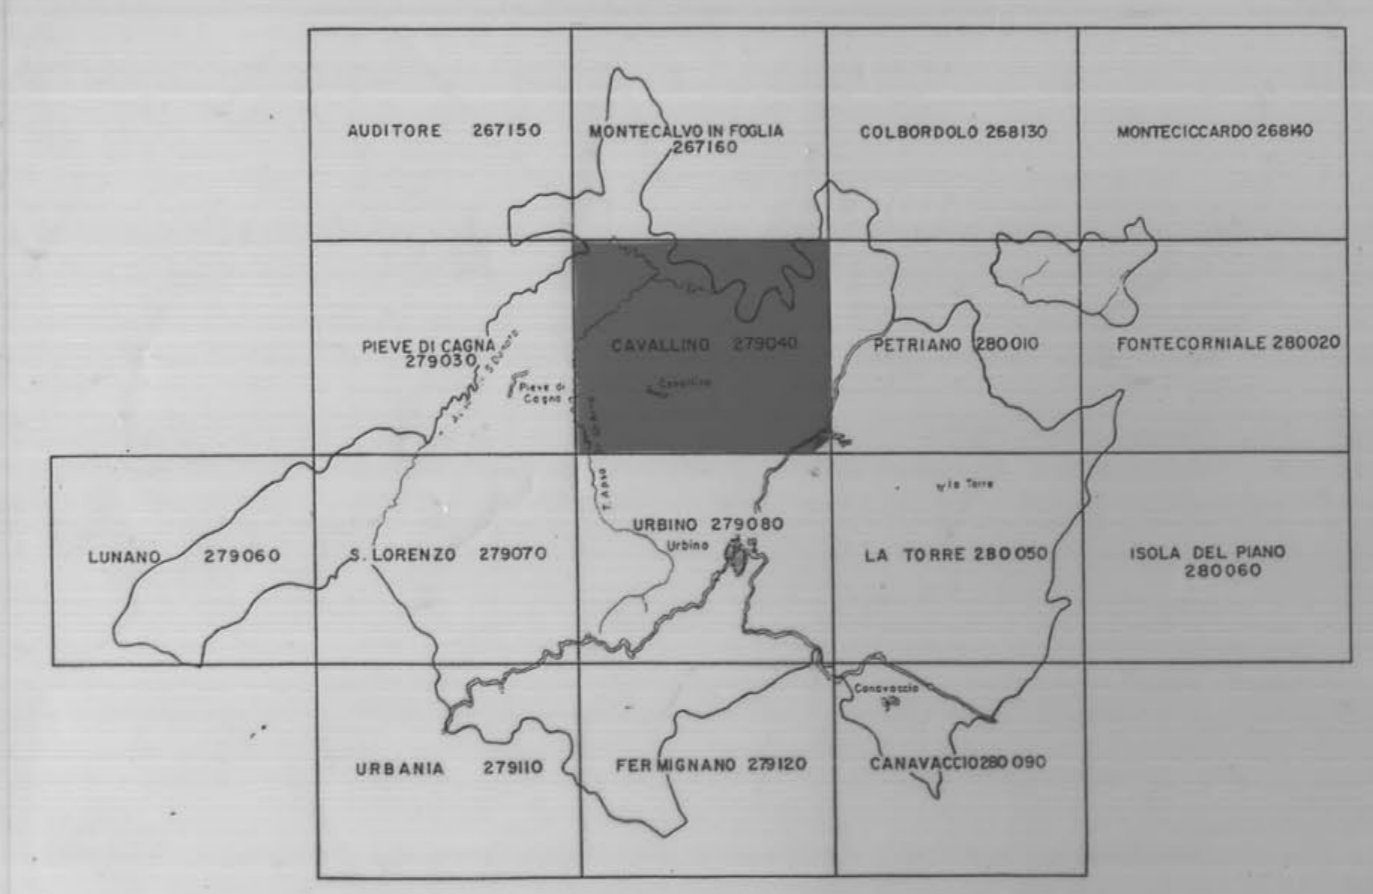 AUDITORE 267150
MONTECALVO IN FOGLIA
267160
COLBORDOLO 268130
MONTECICCARDO 268140
PIEVE DI CAGNA
279030
CAVALLINO 279040
PETRIANO 280010
FONTECORNIALE 280020
Pieve di
Cagna
Cavallino
LUNANO 279060
S. LORENZO 279070
T. Apsa
URBINO 279080
Urbino
la Torre
LA TORRE 280050
ISOLA DEL PIANO
280060
Canavaccio
URBANIA 279110
FERMIGNANO 279120
CANAVACCIO 280090